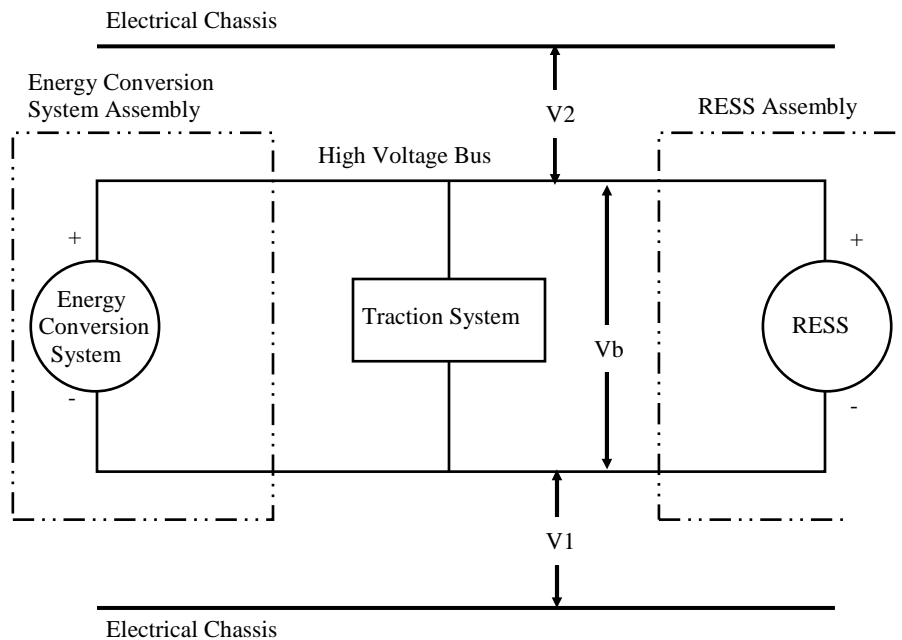 Electrical Chassis
Energy Conversion
System Assembly
V2
RESS Assembly
High Voltage Bus
+
+
Energy
Conversion
System
Traction System
RESS
Vb
-
-
V1
Electrical Chassis